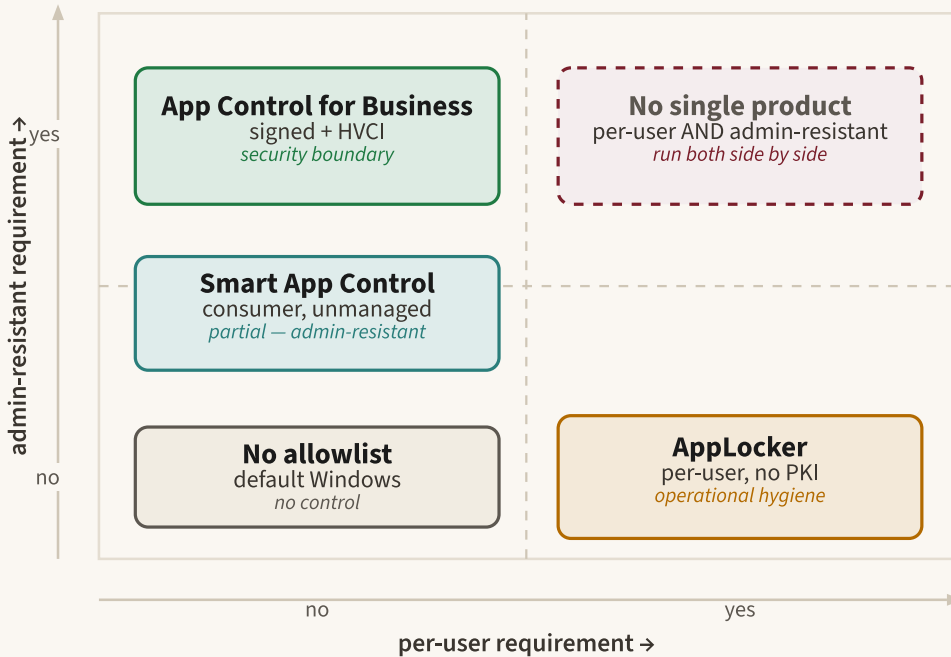 App Control for Business
signed + HVCI
security boundary
No single product
per-user AND admin-resistant
run both side by side
admin-resistant requirement →
yes
Smart App Control
consumer, unmanaged
partial — admin-resistant
no
No allowlist
default Windows
no control
AppLocker
per-user, no PKI
operational hygiene
no
yes
per-user requirement →